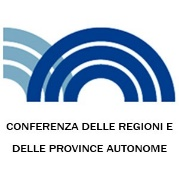 CONFERENZA DELLE REGIONI E
DELLE PROVINCE AUTONOME